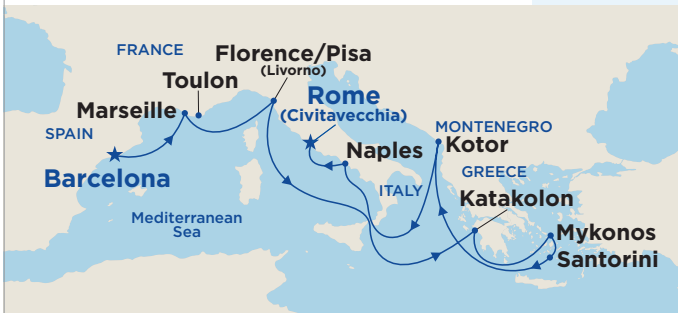 FRANCE
Florence/Pisa
(Livorno)
Toulon
Rome
(Civitavecchia)
Marseille
SPAIN
MONTENEGRO
Kotor
Naples
Barcelona
GREECE
ITALY
Katakolon
Mediterranean
Sea
Mykonos
Santorini